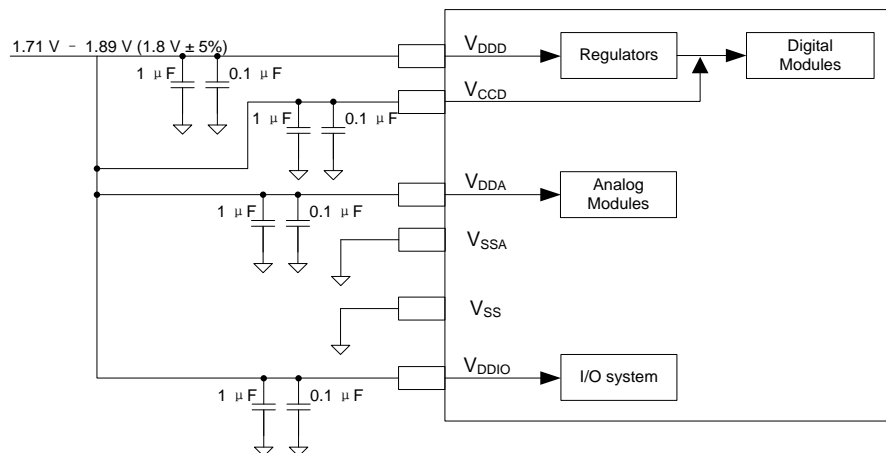 1.71 V - 1.89 V (1.8 V ± 5%)
1 μF
0.1 μF
VDDD
Regulators
Digital
Modules
1 μF
0.1 μF
VCCD
1 μF
0.1 μF
VDDA
Analog
Modules
VSSA
VSS
1 μF
0.1 μF
VDDIO
I/O system